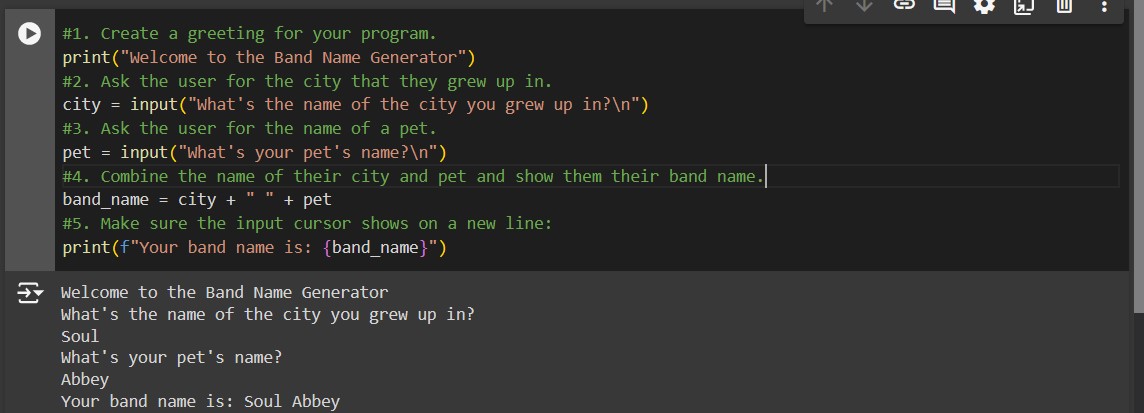 #1. Create a greeting for your program.
print("Welcome to the Band Name Generator")
#2. Ask the user for the city that they grew up in.
city = input("What's the name of the city you grew up in?\n")
#3. Ask the user for the name of a pet.
pet = input("What's your pet's name?\n")
#4. Combine the name of their city and pet and show them their band name.
band_name = city + " " + pet
#5. Make sure the input cursor shows on a new line:
print(f"Your band name is: {band_name}")
Welcome to the Band Name Generator
What's the name of the city you grew up in?
Soul
What's your pet's name?
Abbey
Your band name is: Soul Abbey